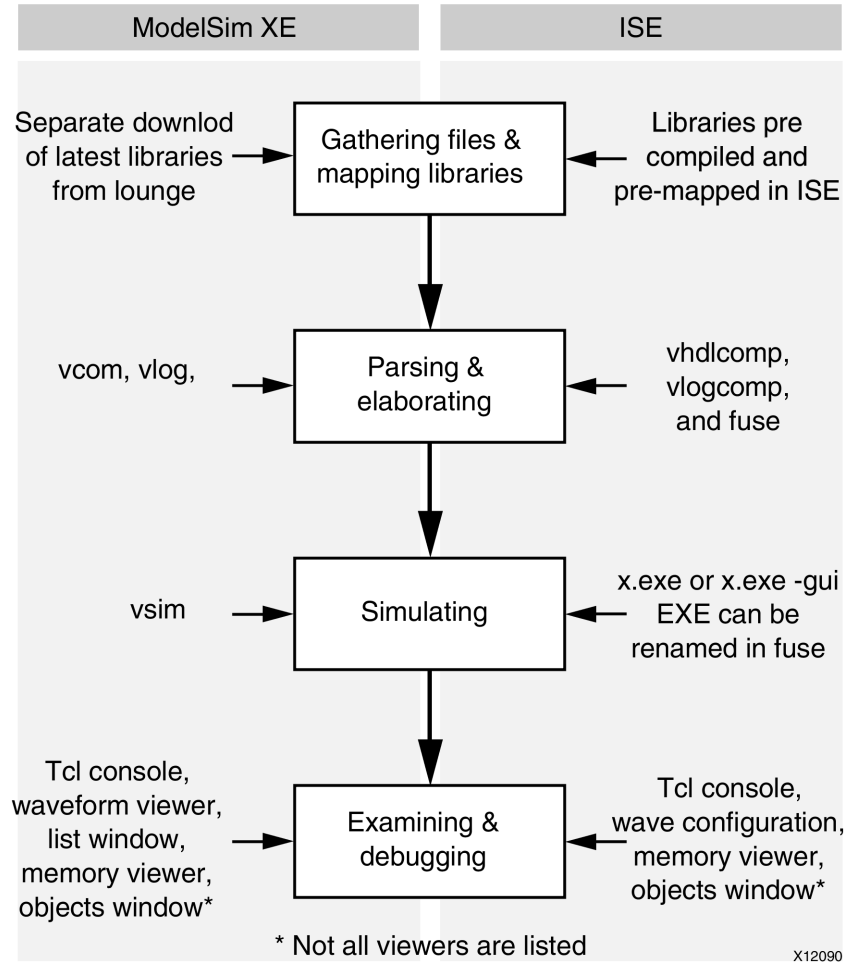 ModelSim XE
ISE
Separate downlod
of latest libraries
from lounge
Gathering files &
mapping libraries
Libraries pre
compiled and
pre-mapped in ISE
vcom, vlog,
Parsing &
elaborating
vhdlcomp,
vlogcomp,
and fuse
vsim
Simulating
x.exe or x.exe -gui
EXE can be
renamed in fuse
Tcl console,
waveform viewer,
list window,
memory viewer,
objects window*
Examining &
debugging
Tcl console,
wave configuration,
memory viewer,
objects window*
* Not all viewers are listed
X12090